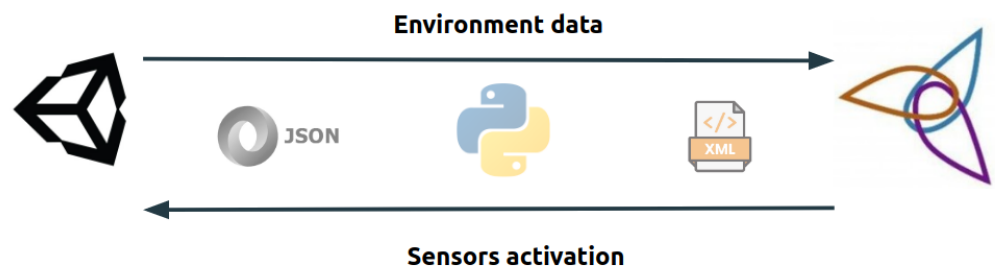 Environment data
JSON
</>
XML
Sensors activation